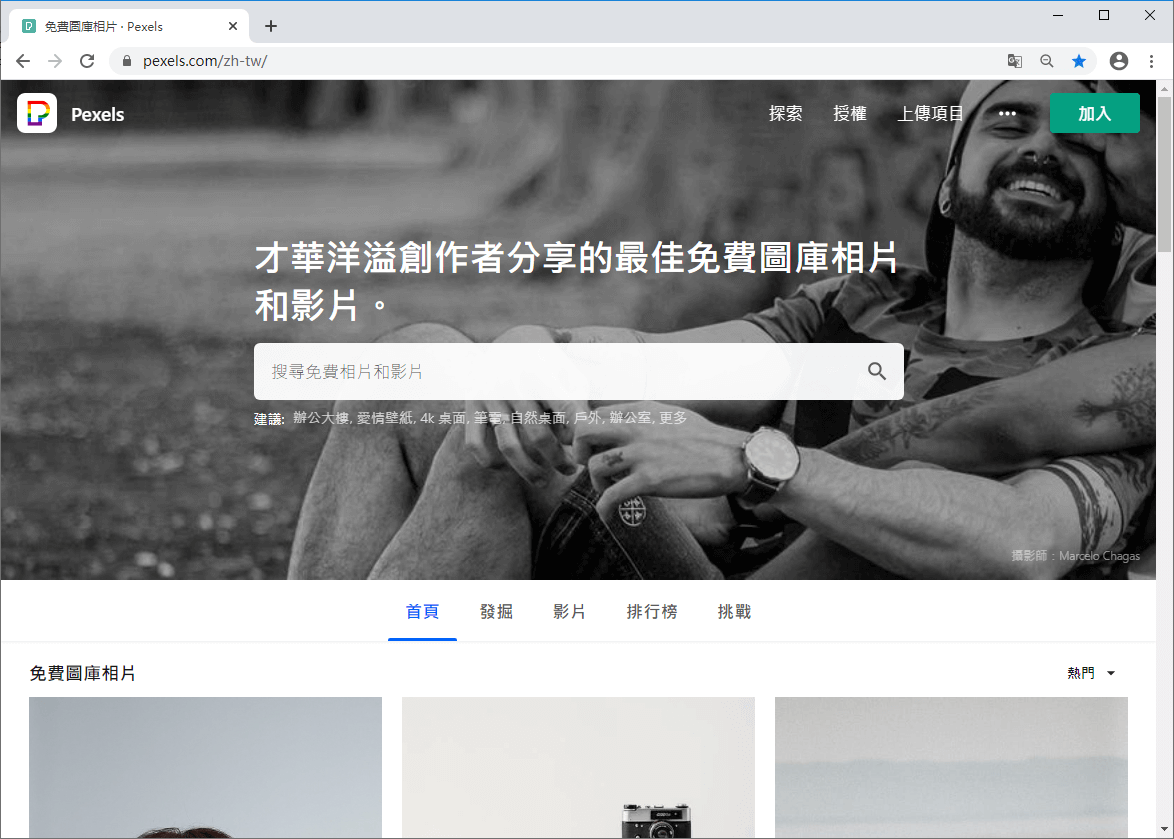 免費圖庫相片 · Pexels
pexels.com/zh-tw/
Pexels
探索 授權 上傳項目 ••• 加入
才華洋溢創作者分享的最佳免費圖庫相片
和影片。
搜尋免費相片和影片
建議: 辦公大樓, 愛情壁紙, 4k 桌面, 筆電, 自然桌面, 戶外, 辦公室, 更多
攝影師：Marcelo Chagas
首頁 發掘 影片 排行榜 挑戰
免費圖庫相片 熱門